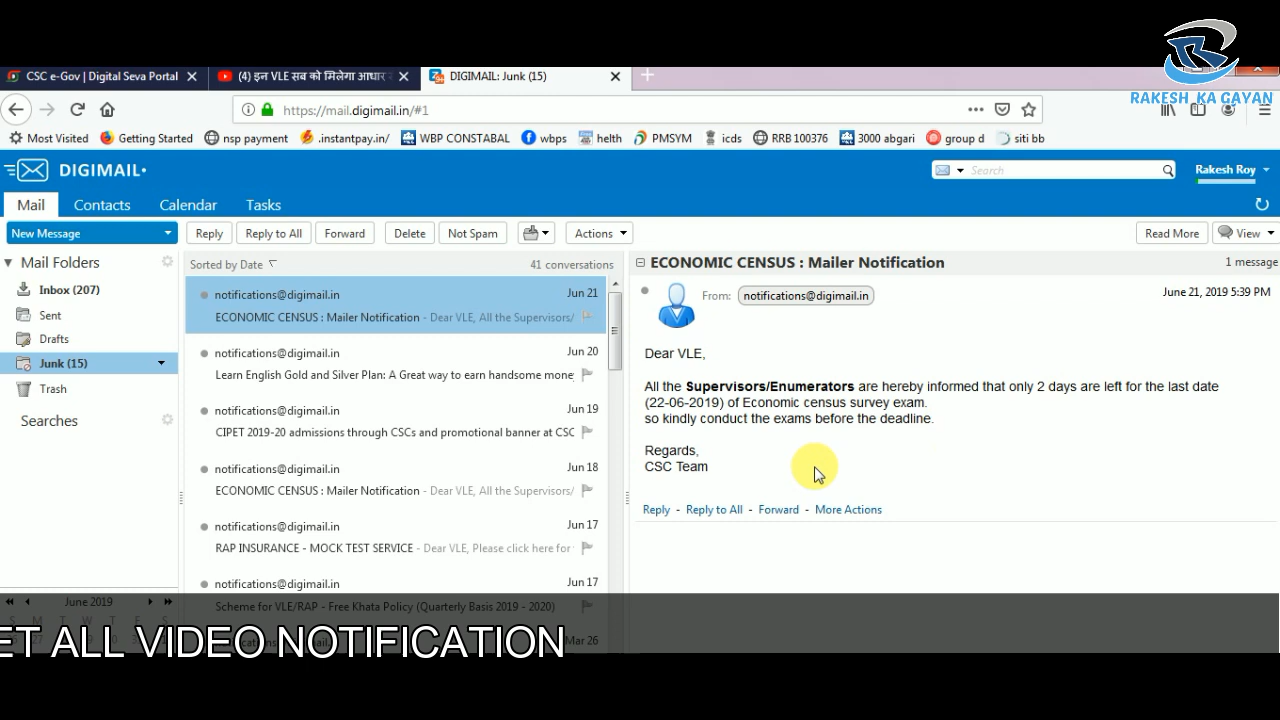 RAKESH KA GAYAN
CSC e-Gov | Digital Seva Portal
(4) इन VLE सब को मिलेगा आधार
DIGIMAIL: Junk (15)
https://mail.digimail.in/#1
Most Visited Getting Started nsp payment .instantpay.in/ WBP CONSTABAL wbps helth PMSYM icds RRB 100376 3000 abgari group d siti bb
DIGIMAIL
Search
Rakesh Roy
Mail Contacts Calendar Tasks
New Message
Reply Reply to All Forward Delete Not Spam Actions Read More View
Mail Folders
Inbox (207)
Sent
Drafts
Junk (15)
Trash
Searches
June 2019
Sorted by Date 41 conversations
notifications@digimail.in Jun 21
ECONOMIC CENSUS : Mailer Notification - Dear VLE, All the Supervisors/
notifications@digimail.in Jun 20
Learn English Gold and Silver Plan: A Great way to earn handsome mone
notifications@digimail.in Jun 19
CIPET 2019-20 admissions through CSCs and promotional banner at CSC
notifications@digimail.in Jun 18
ECONOMIC CENSUS : Mailer Notification - Dear VLE, All the Supervisors/
notifications@digimail.in Jun 17
RAP INSURANCE - MOCK TEST SERVICE - Dear VLE, Please click here for
notifications@digimail.in Jun 17
Scheme for VLE/RAP - Free Khata Policy (Quarterly Basis 2019 - 2020)
Mar 26
ECONOMIC CENSUS : Mailer Notification 1 message
From: notifications@digimail.in June 21, 2019 5:39 PM
Dear VLE,
All the Supervisors/Enumerators are hereby informed that only 2 days are left for the last date
(22-06-2019) of Economic census survey exam.
so kindly conduct the exams before the deadline.
Regards,
CSC Team
Reply - Reply to All - Forward - More Actions
ET ALL VIDEO NOTIFICATION